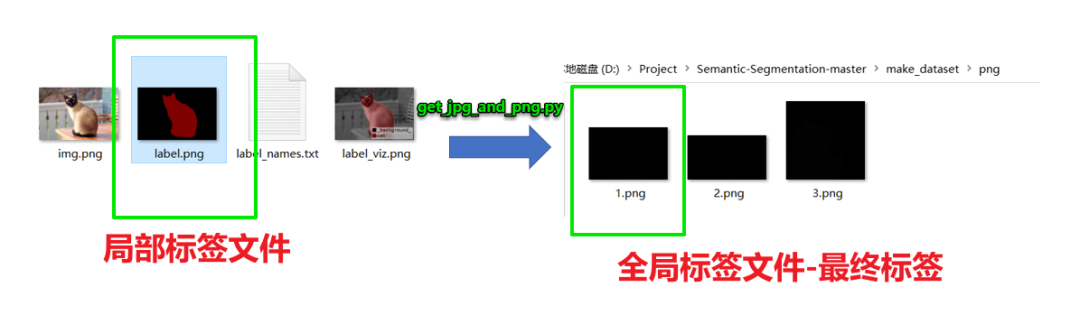 本地磁盘 (D:) > Project > Semantic-Segmentation-master > make_dataset > png
get_jpg_and_png.py
img.png
label.png
label_names.txt
label_viz.png
1.png
2.png
3.png
局部标签文件
全局标签文件-最终标签